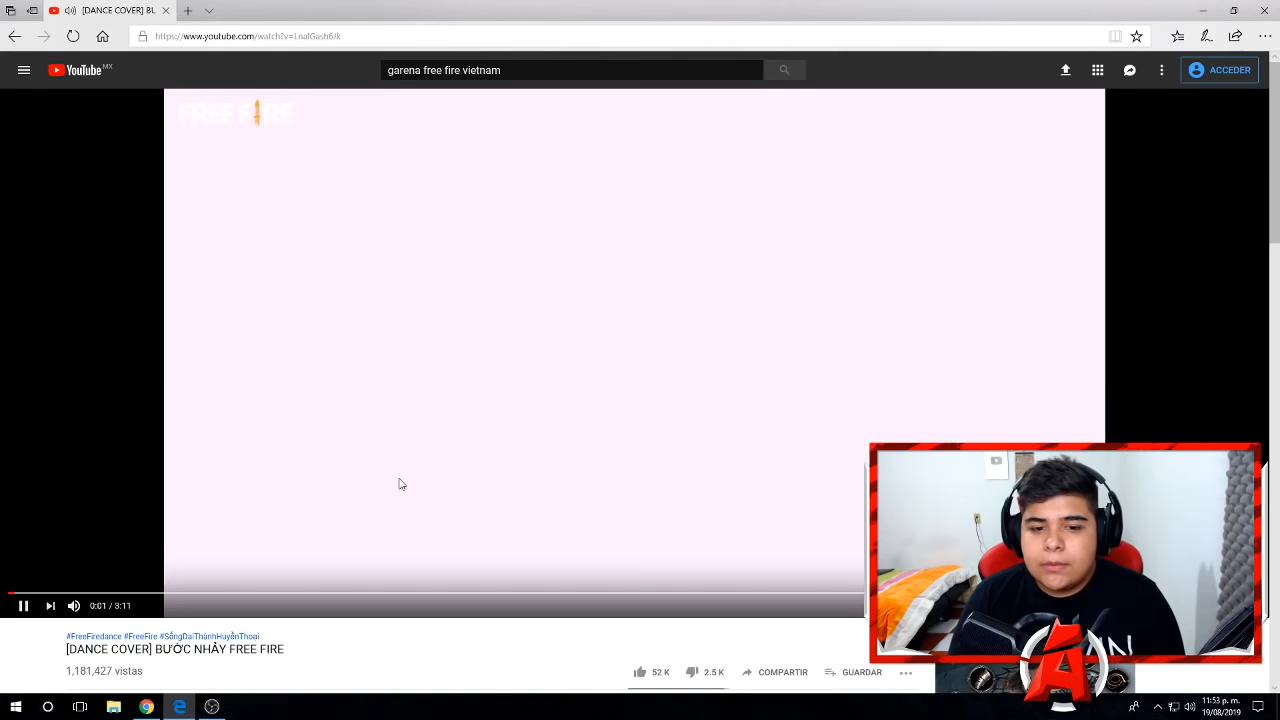 [DANCE COVER] BƯ
https://www.youtube.com/watch?v=LnalGash6Jk
YouTube MX
garena free fire vietnam
ACCEDER
FREE FIRE
0:01 / 3:11
#FreeFiredance #FreeFire #SốngDaiThànhHuyềnThoại
[DANCE COVER] BƯỚC NHẢY FREE FIRE
1,181,427 vistas
52 K
2.5 K
COMPARTIR
GUARDAR
11:53 p. m.
19/08/2019